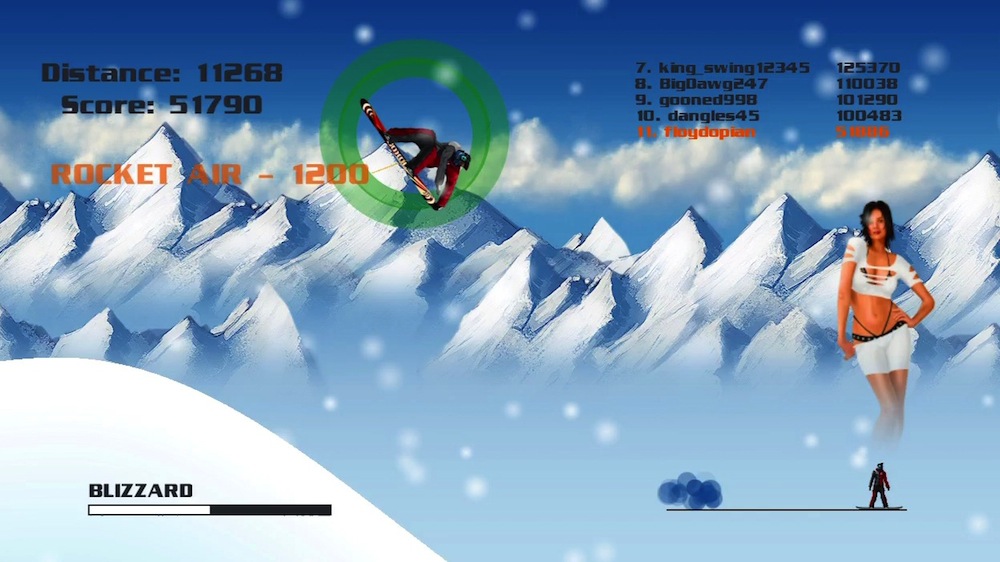 Distance: 11268
Score: 51790
ROCKET AIR - 1200
7. king_swing12345 125370
8. BigDawg247 110038
9. gooned998 101290
10. dangles45 100483
11. floydopian
BLIZZARD